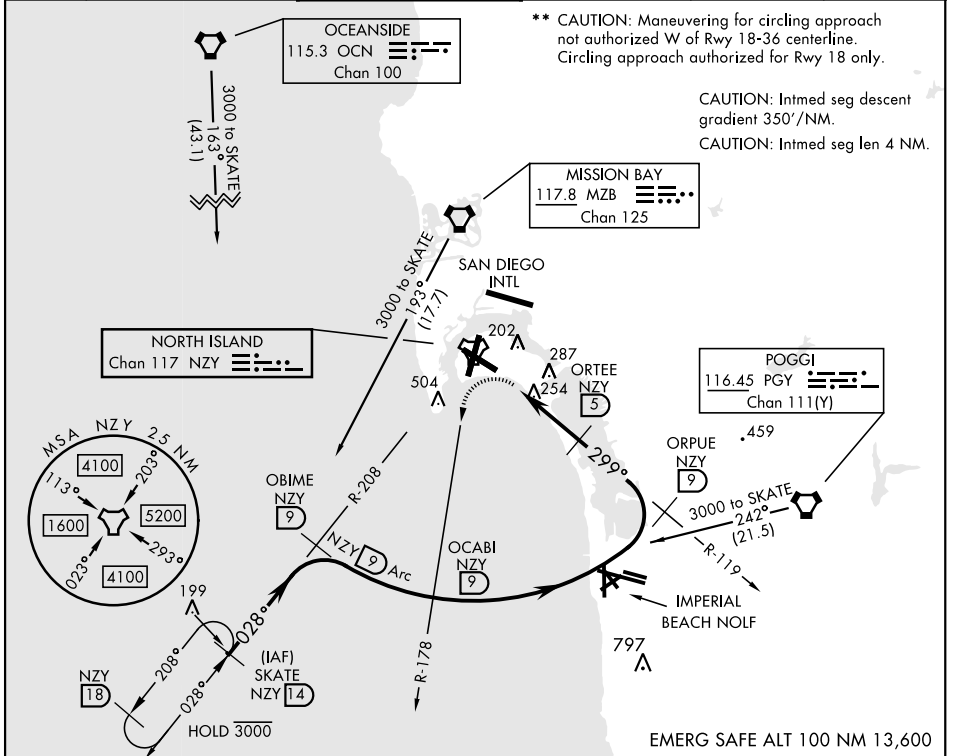 OCEANSIDE
115.3 OCN
Chan 100
** CAUTION: Maneuvering for circling approach
not authorized W of Rwy 18-36 centerline.
Circling approach authorized for Rwy 18 only.
CAUTION: Intmed seg descent
gradient 350'/NM.
CAUTION: Intmed seg len 4 NM.
3000 to SKATE
163°
(43.1)
MISSION BAY
117.8 MZB
Chan 125
3000 to SKATE
193°
(17.7)
SAN DIEGO
INTL
NORTH ISLAND
Chan 117 NZY
202
287
254
504
ORTEE
NZY
5
299°
POGGI
116.45 PGY
Chan 111(Y)
459
ORPUE
NZY
9
3000 to SKATE
242°
(21.5)
R-119
MSA NZY 25 NM
4100
203°
113°
1600
5200
023°
293°
4100
OBIME
NZY
9
R-208
NZY 9 Arc
OCABI
NZY
9
IMPERIAL
BEACH NOLF
797
R-178
199
028°
208°
028°
(IAF)
SKATE
NZY 14
NZY
18
HOLD 3000
EMERG SAFE ALT 100 NM 13,600